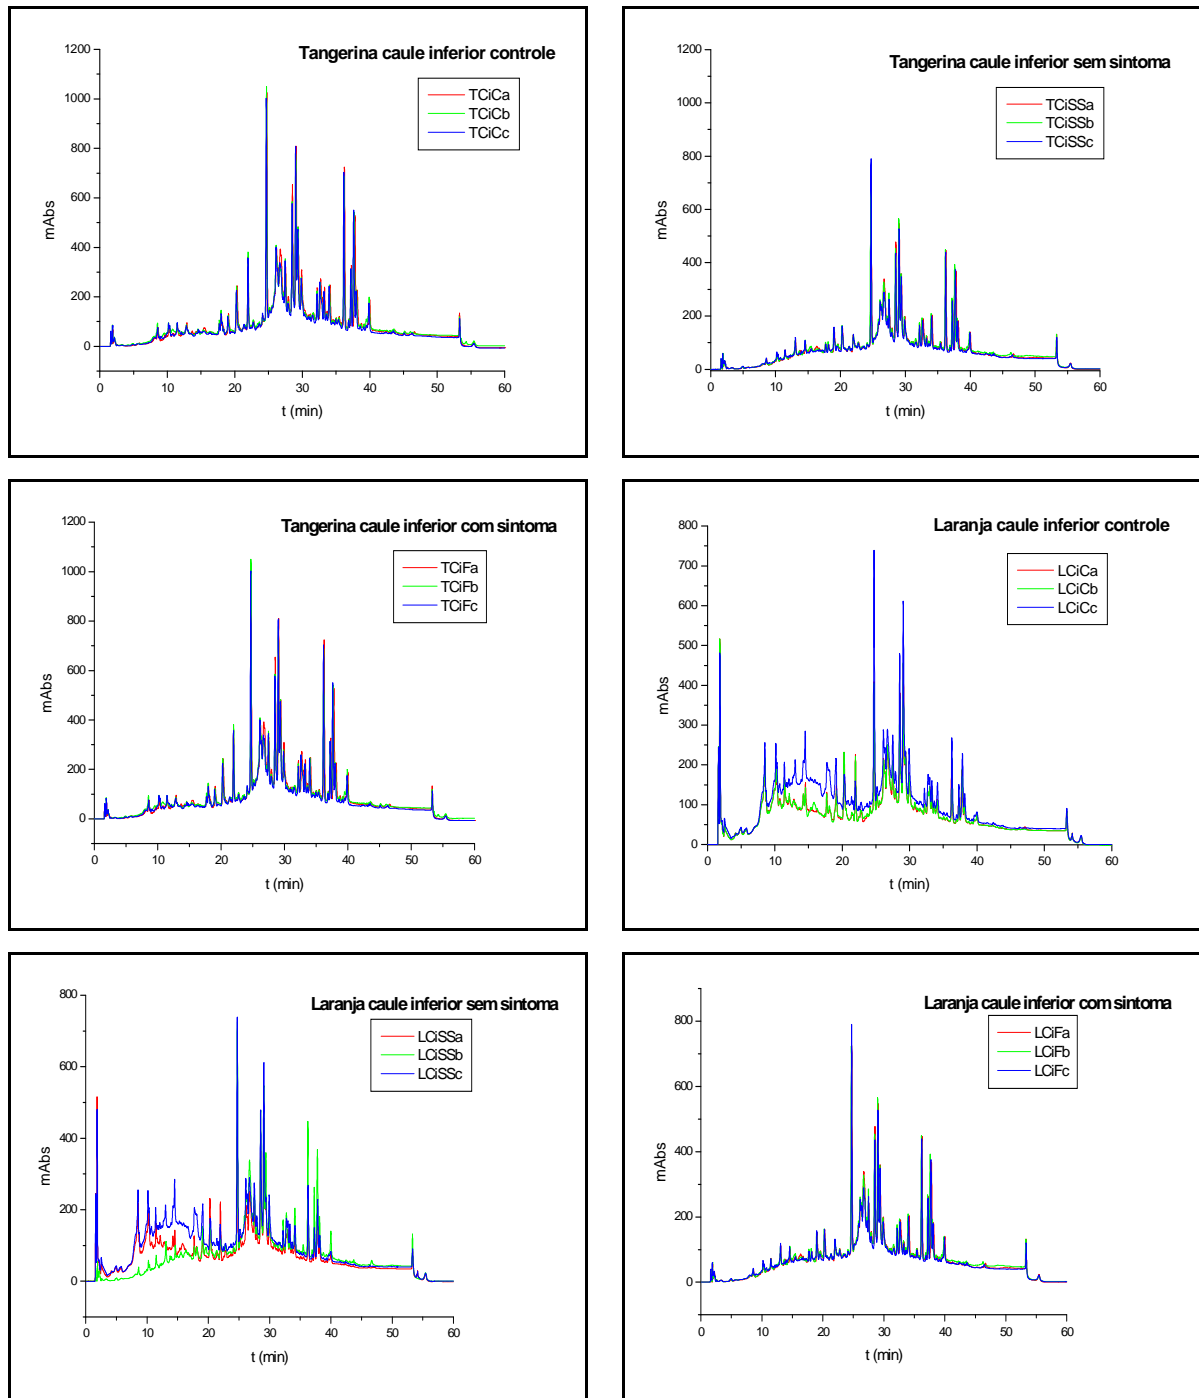 Tangerina caule inferior controle
TCiCa
TCiCb
TCiCc
mAbs
1200
1000
800
600
400
200
0
0 10 20 30 40 50 60
t (min)
Tangerina caule inferior sem sintoma
TCiSSa
TCiSSb
TCiSSc
mAbs
1200
1000
800
600
400
200
0
0 10 20 30 40 50 60
t (min)
Tangerina caule inferior com sintoma
TCiFa
TCiFb
TCiFc
mAbs
1200
1000
800
600
400
200
0
0 10 20 30 40 50 60
t (min)
Laranja caule inferior controle
LCiCa
LCiCb
LCiCc
mAbs
800
700
600
500
400
300
200
100
0
0 10 20 30 40 50 60
t (min)
Laranja caule inferior sem sintoma
LCiSSa
LCiSSb
LCiSSc
mAbs
800
600
400
200
0
0 10 20 30 40 50 60
t (min)
Laranja caule inferior com sintoma
LCiFa
LCiFb
LCiFc
mAbs
800
600
400
200
0
0 10 20 30 40 50 60
t (min)